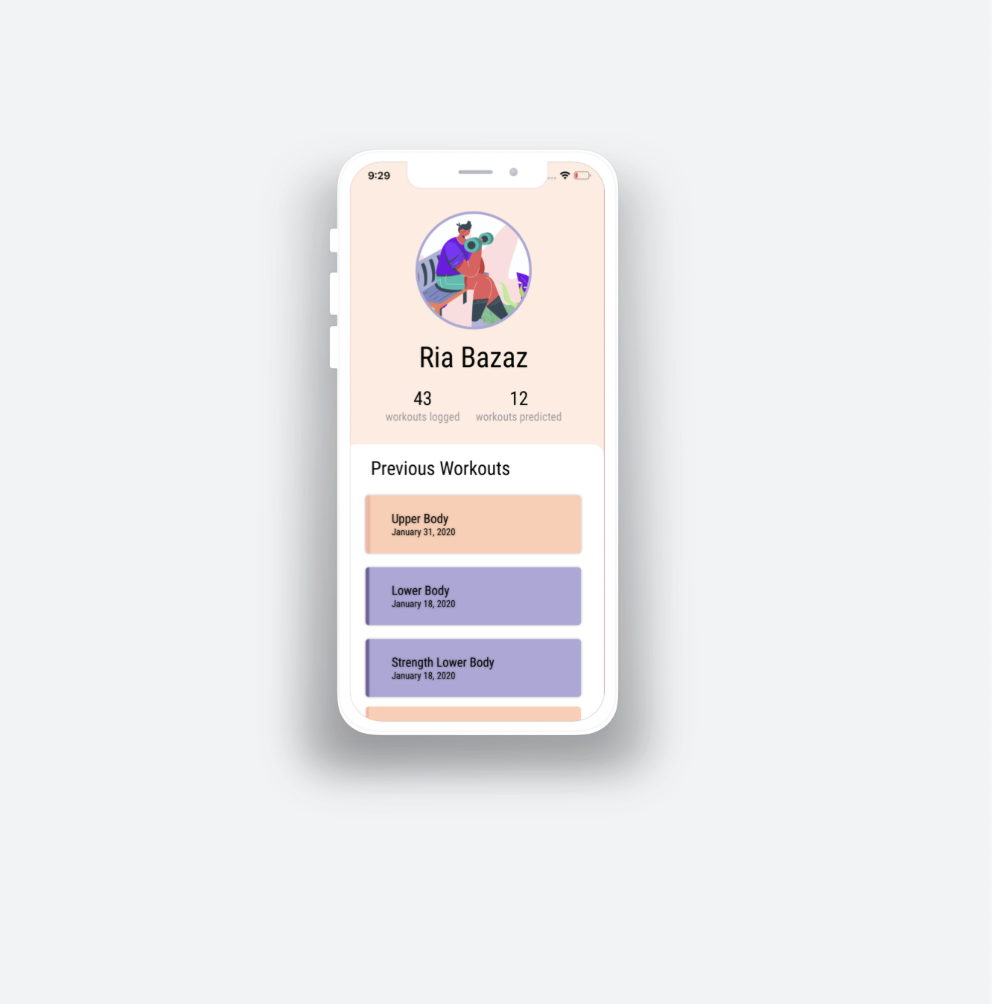 9:29
Ria Bazaz
43
workouts logged
12
workouts predicted
Previous Workouts
Upper Body
January 31, 2020
Lower Body
January 18, 2020
Strength Lower Body
January 18, 2020